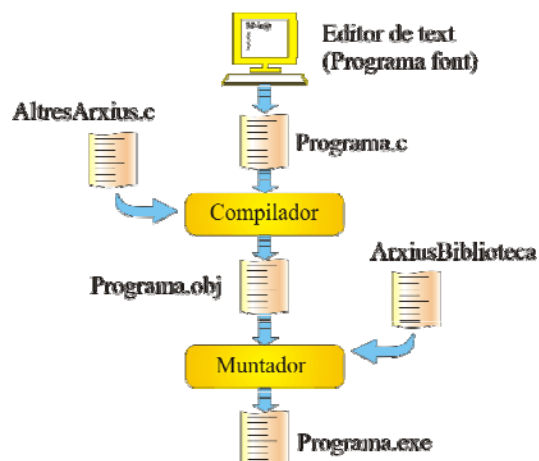 Editor de text
(Programa font)
AltresArxius.c
Programa.c
Compilador
ArxiusBiblioteca
Programa.obj
Muntador
Programa.exe